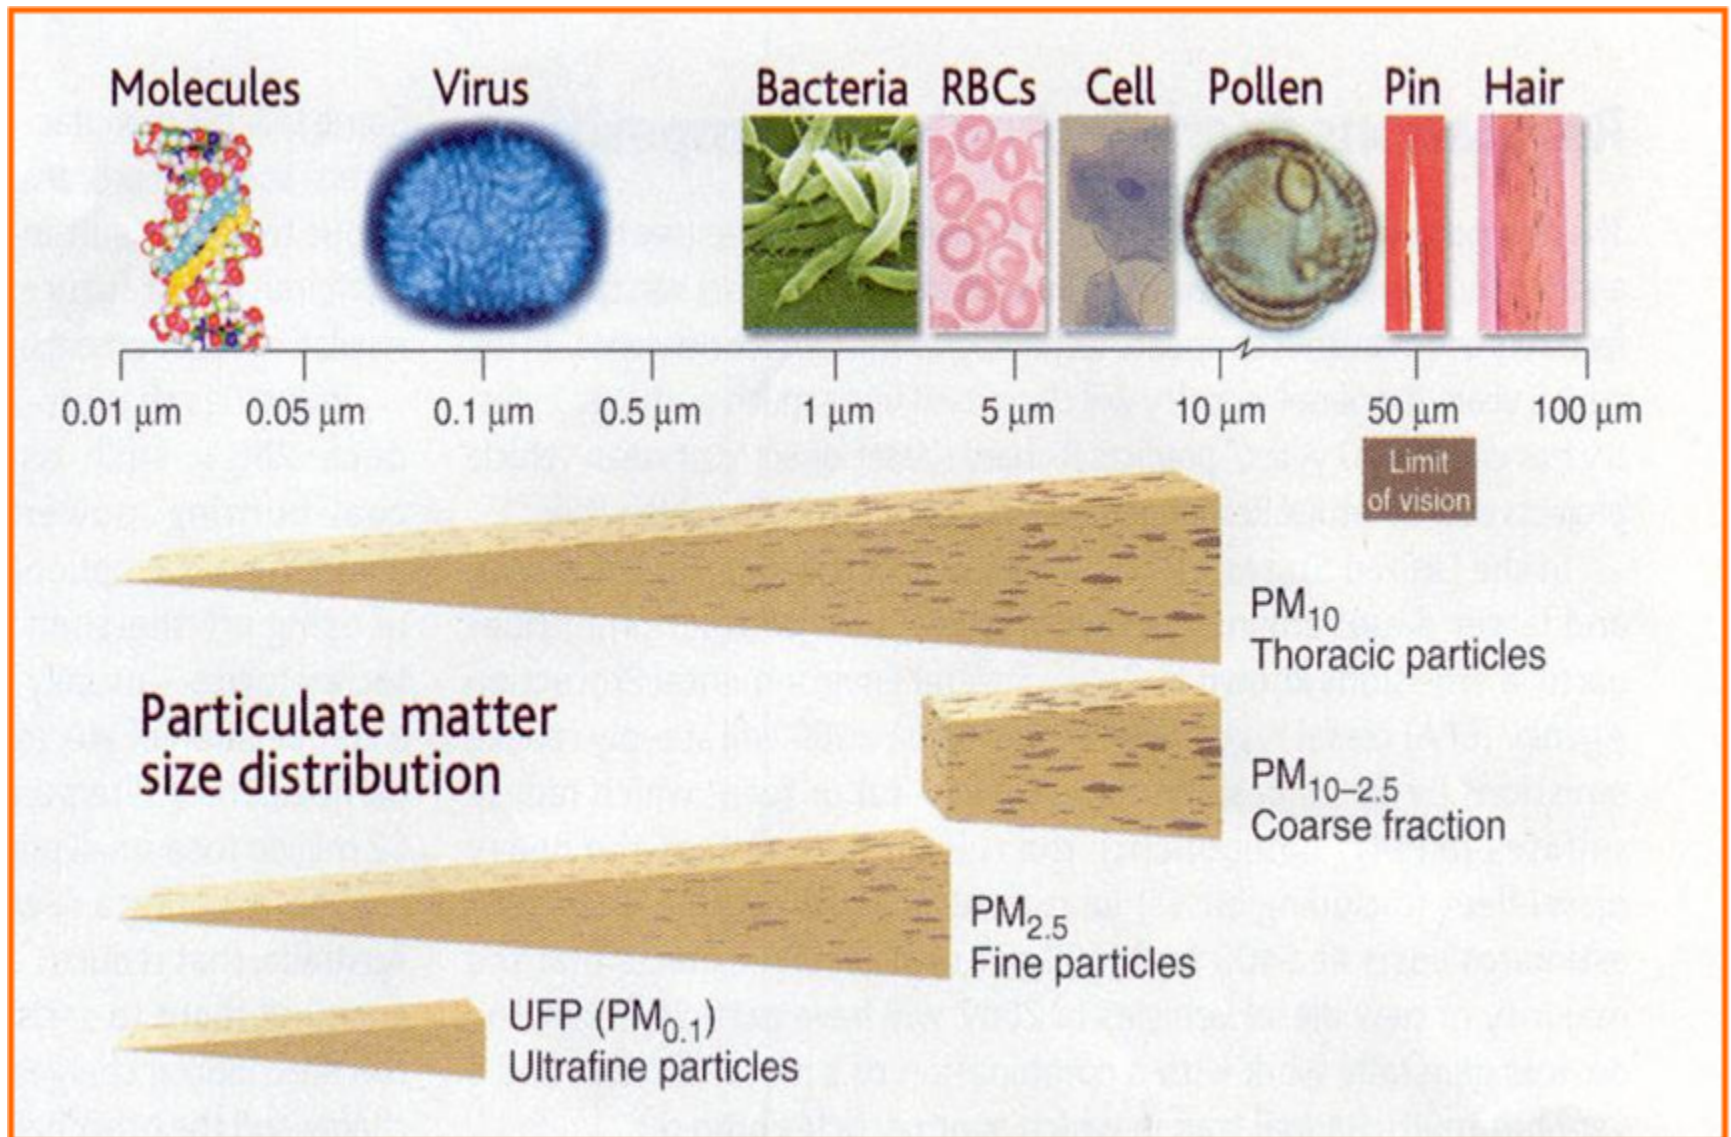 Molecules Virus Bacteria RBCs Cell Pollen Pin Hair
0.01 µm 0.05 µm 0.1 µm 0.5 µm 1 µm 5 µm 10 µm 50 µm 100 µm
Limit
of vision
PM10
Thoracic particles
Particulate matter
size distribution
PM10–2.5
Coarse fraction
PM2.5
Fine particles
UFP (PM0.1)
Ultrafine particles